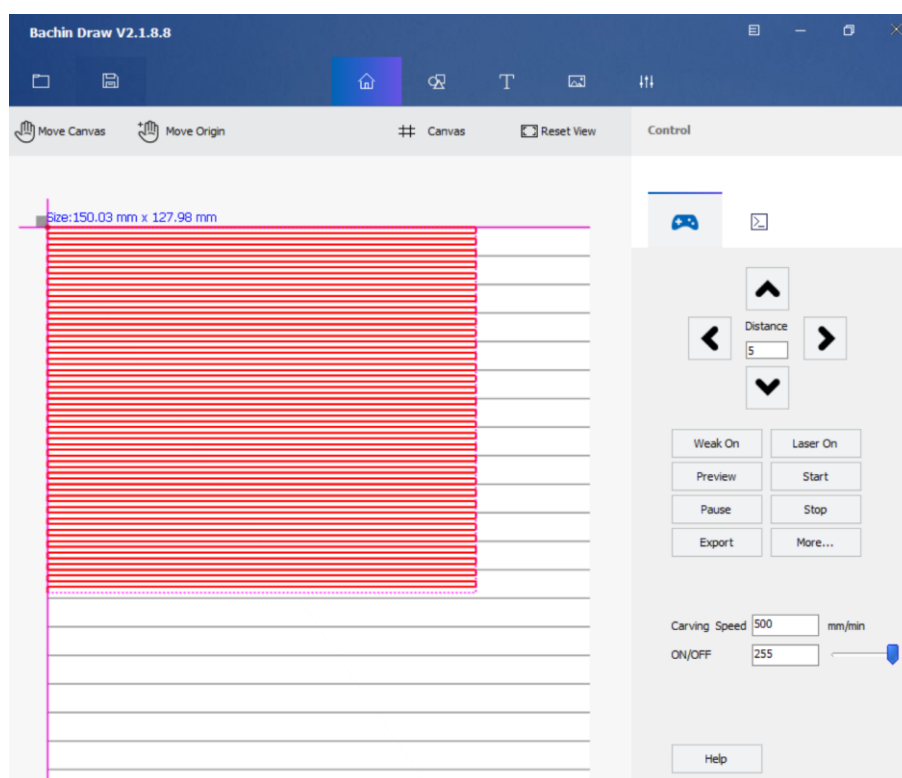 Bachin Draw V2.1.8.8
T
Move Canvas Move Origin Canvas Reset View Control
Size:150.03 mm x 127.98 mm
Distance
5
Weak On Laser On
Preview Start
Pause Stop
Export More...
Carving Speed 500 mm/min
ON/OFF 255
Help